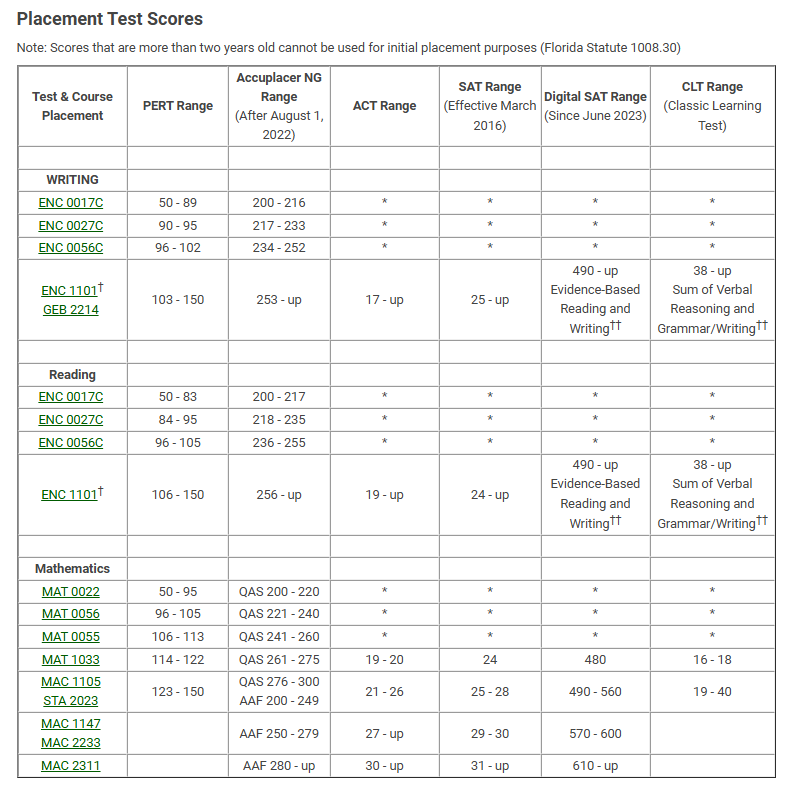 Placement Test Scores
Note: Scores that are more than two years old cannot be used for initial placement purposes (Florida Statute 1008.30)
Test & Course Placement | PERT Range | Accuplacer NG Range (After August 1, 2022) | ACT Range | SAT Range (Effective March 2016) | Digital SAT Range (Since June 2023) | CLT Range (Classic Learning Test)
WRITING
ENC 0017C | 50 - 89 | 200 - 216 | * | * | * | *
ENC 0027C | 90 - 95 | 217 - 233 | * | * | * | *
ENC 0056C | 96 - 102 | 234 - 252 | * | * | * | *
ENC 1101† GEB 2214 | 103 - 150 | 253 - up | 17 - up | 25 - up | 490 - up Evidence-Based Reading and Writing†† | 38 - up Sum of Verbal Reasoning and Grammar/Writing††
Reading
ENC 0017C | 50 - 83 | 200 - 217 | * | * | * | *
ENC 0027C | 84 - 95 | 218 - 235 | * | * | * | *
ENC 0056C | 96 - 105 | 236 - 255 | * | * | * | *
ENC 1101† | 106 - 150 | 256 - up | 19 - up | 24 - up | 490 - up Evidence-Based Reading and Writing†† | 38 - up Sum of Verbal Reasoning and Grammar/Writing††
Mathematics
MAT 0022 | 50 - 95 | QAS 200 - 220 | * | * | * | *
MAT 0056 | 96 - 105 | QAS 221 - 240 | * | * | * | *
MAT 0055 | 106 - 113 | QAS 241 - 260 | * | * | * | *
MAT 1033 | 114 - 122 | QAS 261 - 275 | 19 - 20 | 24 | 480 | 16 - 18
MAC 1105 STA 2023 | 123 - 150 | QAS 276 - 300 AAF 200 - 249 | 21 - 26 | 25 - 28 | 490 - 560 | 19 - 40
MAC 1147 MAC 2233 | | AAF 250 - 279 | 27 - up | 29 - 30 | 570 - 600 |
MAC 2311 | | AAF 280 - up | 30 - up | 31 - up | 610 - up |